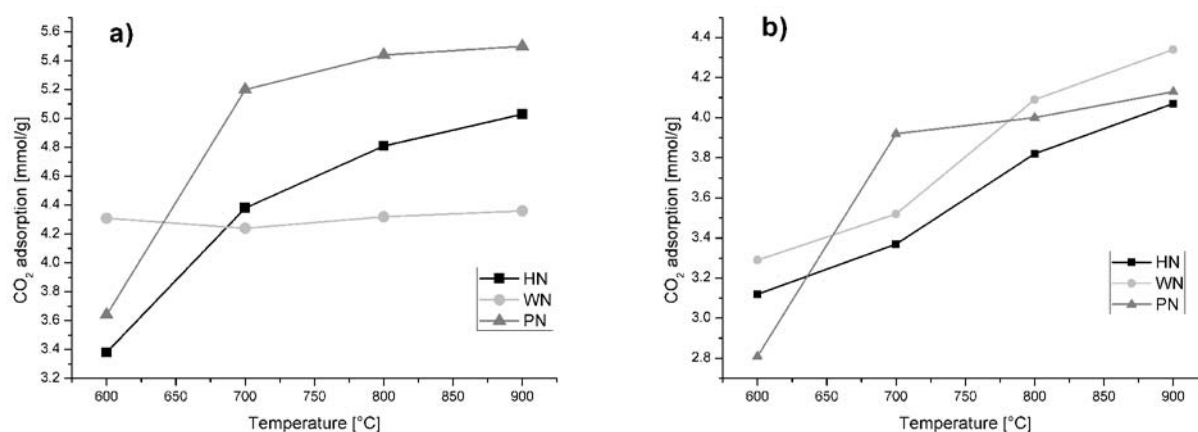 a)
CO2 adsorption [mmol/g]
5.6
5.4
5.2
5.0
4.8
4.6
4.4
4.2
4.0
3.8
3.6
3.4
3.2
HN
WN
PN
600 650 700 750 800 850 900
Temperature [°C]
b)
CO2 adsorption [mmol/g]
4.4
4.2
4.0
3.8
3.6
3.4
3.2
3.0
2.8
HN
WN
PN
600 650 700 750 800 850 900
Temperature [°C]